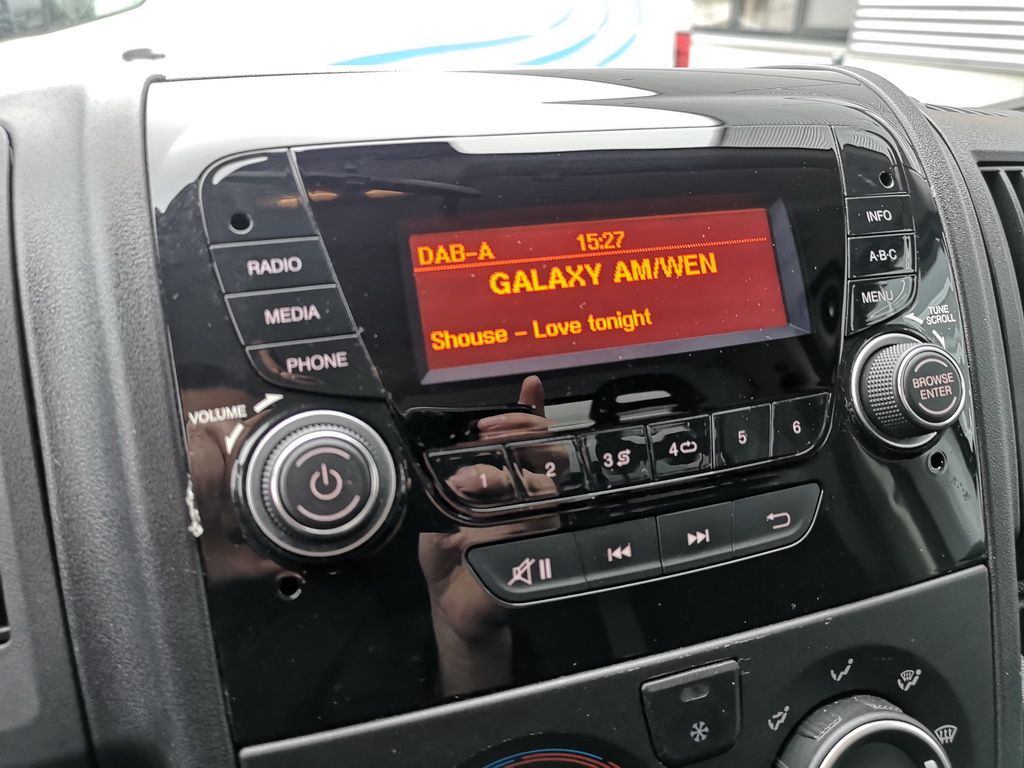 DAB-A 15:27
GALAXY AM/WEN
Shouse - Love tonight
RADIO
MEDIA
PHONE
VOLUME
INFO
A·B·C
MENU
TUNE
SCROLL
BROWSE
ENTER
1 2 3 4 5 6